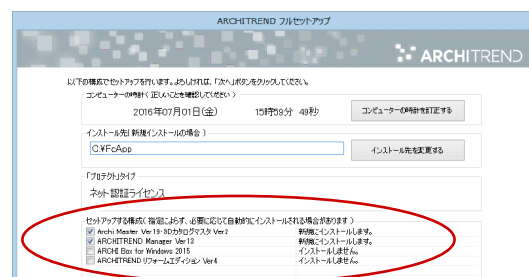 ARCHITREND フルセットアップ
ARCHITREND
以下の構成でセットアップを行います。よろしければ、「次へ」ボタンをクリックしてください。
コンピューターの時計( 正しいことを確認してください )
2016年07月01日(金) 15時59分 49秒 コンピューターの時計を訂正する
インストール先( 新規インストールの場合 )
C:¥FcApp インストール先を変更する
「プロテクト」タイプ
ネット認証ライセンス
セットアップする構成( 指定によらず、必要に応じて自動的にインストールされる場合があります )
Archi Master Ver19・3Dカタログマスタ Ver2 新規にインストールします。
ARCHITREND Manager Ver13 新規にインストールします。
ARCHI Box for Windows 2015 インストールしません。
ARCHITREND リフォームエディション Ver4 インストールしません。